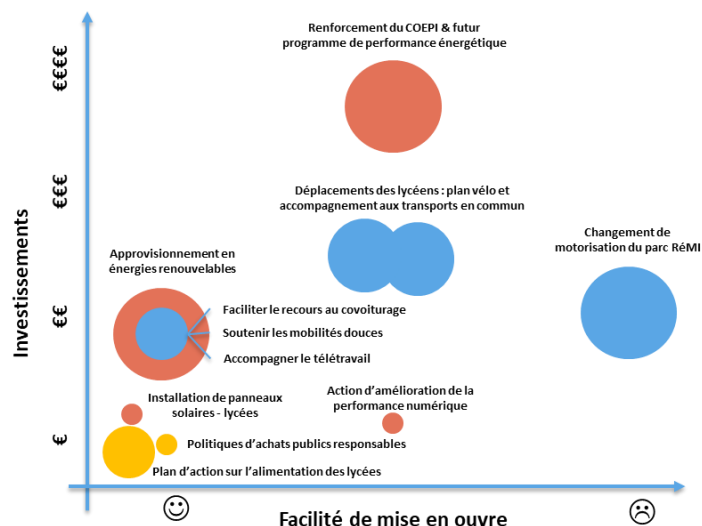 Renforcement du COEPI & futur
programme de performance énergétique
€€€€
Déplacements des lycéens : plan vélo et
accompagnement aux transports en commun
€€€
Changement de
motorisation du parc RéMI
Approvisionnement en
énergies renouvelables
Investissements
€€
Faciliter le recours au covoiturage
Soutenir les mobilités douces
Accompagner le télétravail
Installation de panneaux
solaires - lycées
Action d'amélioration de la
performance numérique
€
Politiques d'achats publics responsables
Plan d'action sur l'alimentation des lycées
Facilité de mise en ouvre